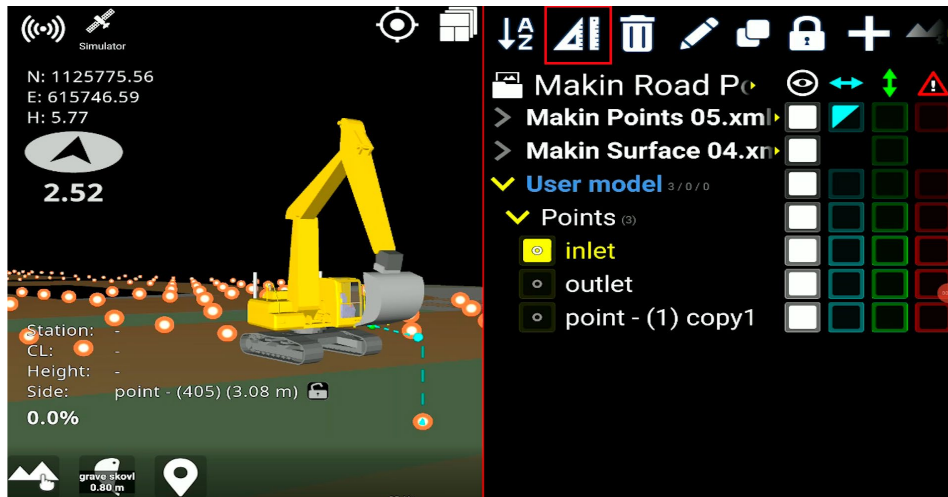 Simulator
N: 1125775.56
E: 615746.59
H: 5.77
2.52
Station: -
CL: -
Height: -
Side: point - (405) (3.08 m)
0.0%
grave skovl
0.80 m
A
Z
Makin Road P
Makin Points 05.xml
Makin Surface 04.xn
User model 3/0/0
Points (3)
inlet
outlet
point - (1) copy1